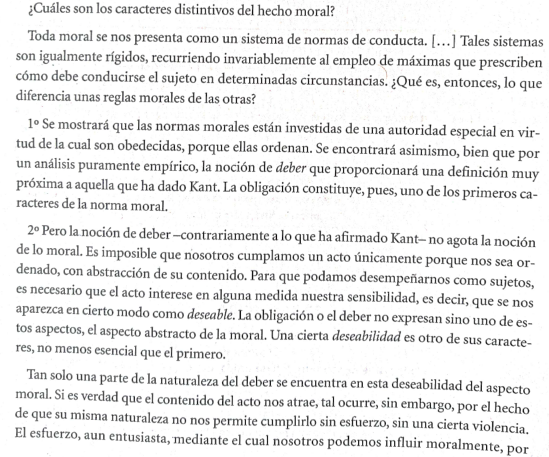 ¿Cuáles son los caracteres distintivos del hecho moral?
Toda moral se nos presenta como un sistema de normas de conducta. […] Tales sistemas
son igualmente rígidos, recurriendo invariablemente al empleo de máximas que prescriben
cómo debe conducirse el sujeto en determinadas circunstancias. ¿Qué es, entonces, lo que
diferencia unas reglas morales de las otras?
1º Se mostrará que las normas morales están investidas de una autoridad especial en vir-
tud de la cual son obedecidas, porque ellas ordenan. Se encontrará asimismo, bien que por
un análisis puramente empírico, la noción de deber que proporcionará una definición muy
próxima a aquella que ha dado Kant. La obligación constituye, pues, uno de los primeros ca-
racteres de la norma moral.
2º Pero la noción de deber –contrariamente a lo que ha afirmado Kant– no agota la noción
de lo moral. Es imposible que nosotros cumplamos un acto únicamente porque nos sea or-
denado, con abstracción de su contenido. Para que podamos desempeñarnos como sujetos,
es necesario que el acto interese en alguna medida nuestra sensibilidad, es decir, que se nos
aparezca en cierto modo como deseable. La obligación o el deber no expresan sino uno de es-
tos aspectos, el aspecto abstracto de la moral. Una cierta deseabilidad es otro de sus caracte-
res, no menos esencial que el primero.
Tan solo una parte de la naturaleza del deber se encuentra en esta deseabilidad del aspecto
moral. Si es verdad que el contenido del acto nos atrae, tal ocurre, sin embargo, por el hecho
de que su misma naturaleza no nos permite cumplirlo sin esfuerzo, sin una cierta violencia.
El esfuerzo, aun entusiasta, mediante el cual nosotros podemos influir moralmente, por